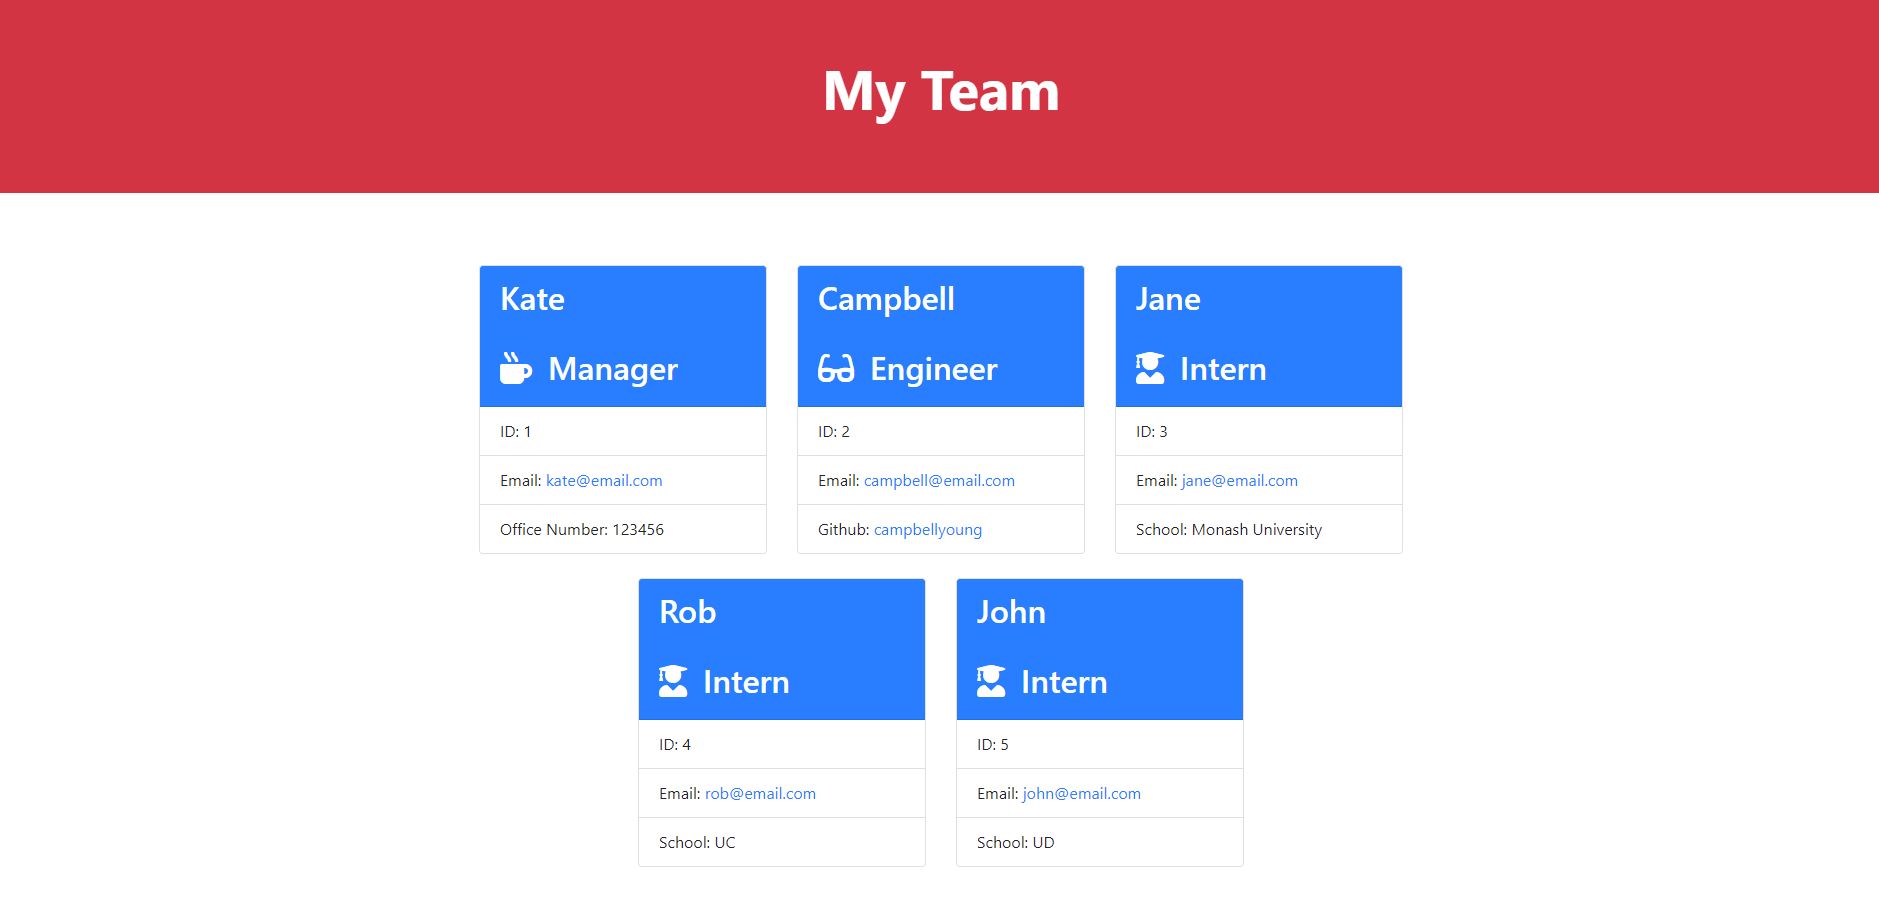 My Team
Kate
Manager
ID: 1
Email: kate@email.com
Office Number: 123456
Campbell
Engineer
ID: 2
Email: campbell@email.com
Github: campbellyoung
Jane
Intern
ID: 3
Email: jane@email.com
School: Monash University
Rob
Intern
ID: 4
Email: rob@email.com
School: UC
John
Intern
ID: 5
Email: john@email.com
School: UD